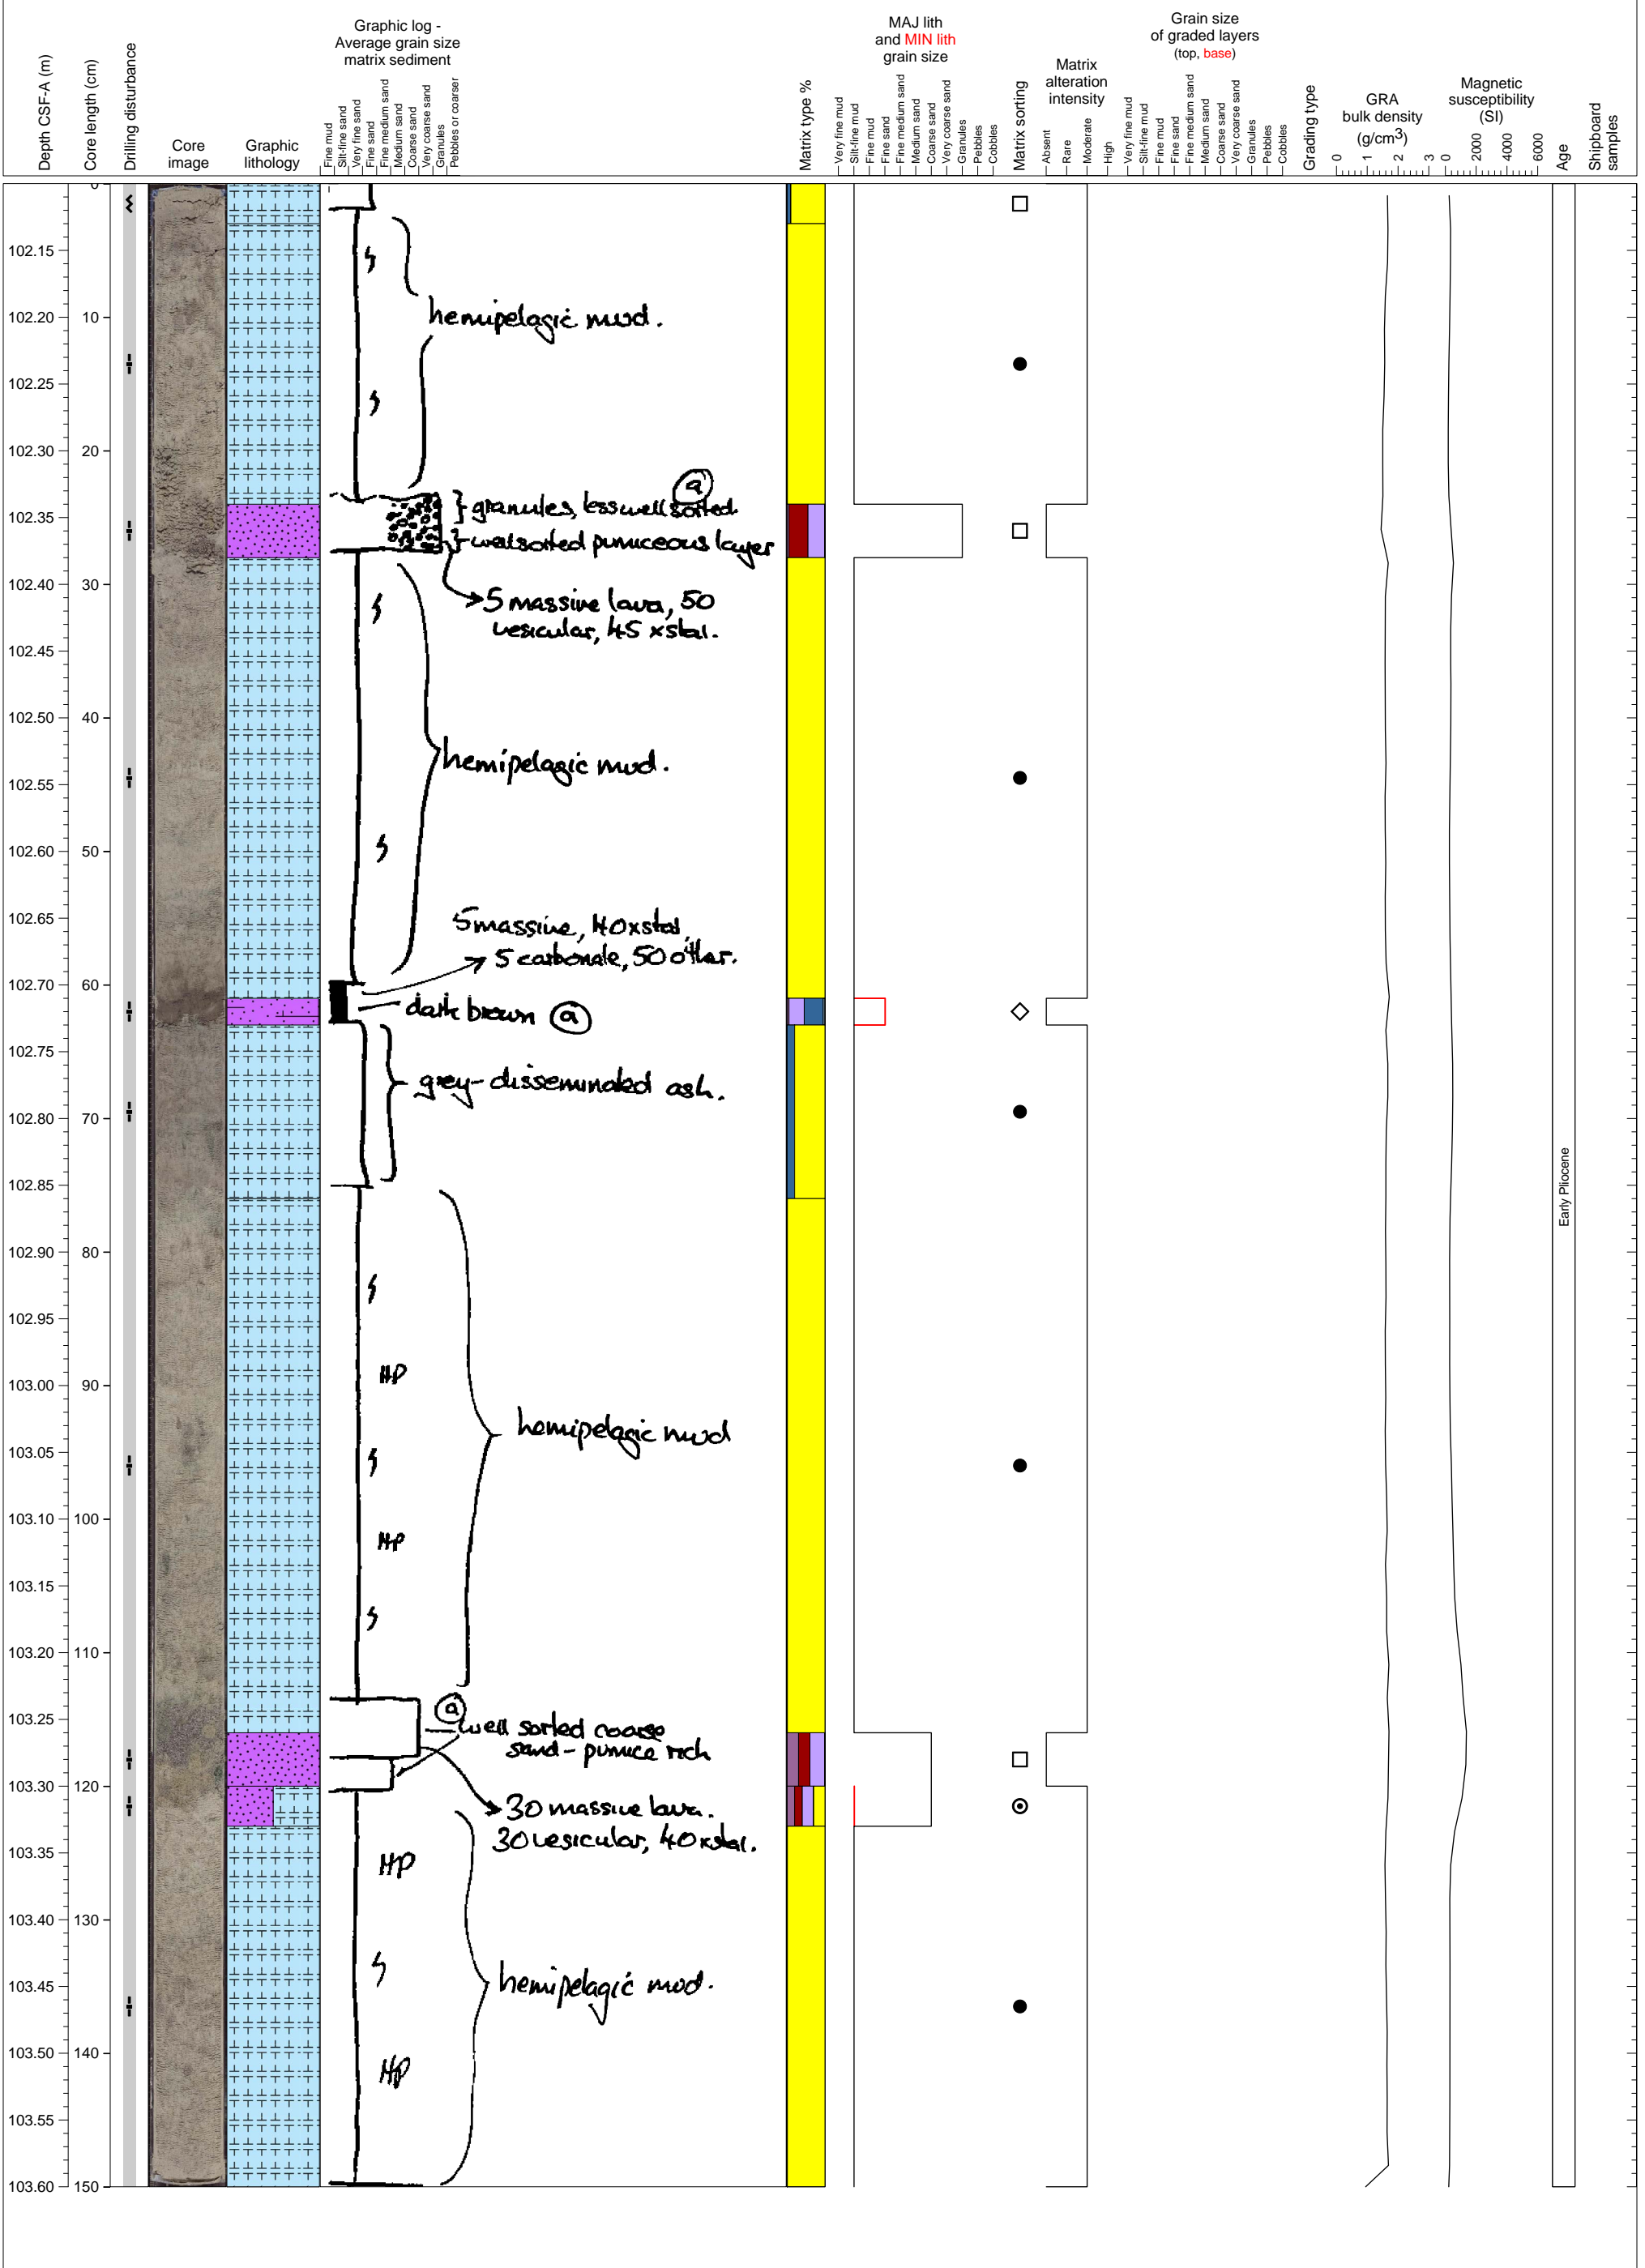 Depth CSF-A (m)
Core length (cm)
Drilling disturbance
Core
image
Graphic
lithology
Graphic log -
Average grain size
matrix sediment
Fine mud
Silt-fine sand
Very fine sand
Fine sand
Fine medium sand
Medium sand
Coarse sand
Very coarse sand
Granules
Pebbles or coarser
Matrix type %
MAJ lith
and MIN lith
grain size
Very fine mud
Silt-fine mud
Fine mud
Fine sand
Fine medium sand
Medium sand
Coarse sand
Very coarse sand
Granules
Pebbles
Cobbles
Matrix sorting
Matrix
alteration
intensity
Absent
Rare
Moderate
High
Grain size
of graded layers
(top, base)
Very fine mud
Silt-fine mud
Fine mud
Fine sand
Fine medium sand
Medium sand
Coarse sand
Very coarse sand
Granules
Pebbles
Cobbles
Grading type
GRA
bulk density
(g/cm3)
0 1 2 3
Magnetic
susceptibility
(SI)
0 2000 4000 6000
Age
Shipboard
samples
0
102.15
102.20 10
hemipelagic mud.
102.25
102.30 20
a
102.35
granules, less well sorted
well sorted pumiceous layer
102.40 30
5 massive lava, 50
vesicular, 45 xstal.
102.45
102.50 40
hemipelagic mud.
102.55
102.60 50
102.65
5 massive, 40 xstal,
5 carbonate, 50 other.
102.70 60
dark brown a
102.75
grey-disseminated ash.
102.80 70
102.85
Early Pliocene
102.90 80
102.95
HP
103.00 90
hemipelagic mud
103.05
103.10 100
HP
103.15
103.20 110
a
103.25
well sorted coarse
sand - pumice rich
103.30 120
30 massive lava.
30 vesicular, 40 xstal.
103.35
HP
103.40 130
103.45
hemipelagic mud.
103.50 140
HP
103.55
103.60 150